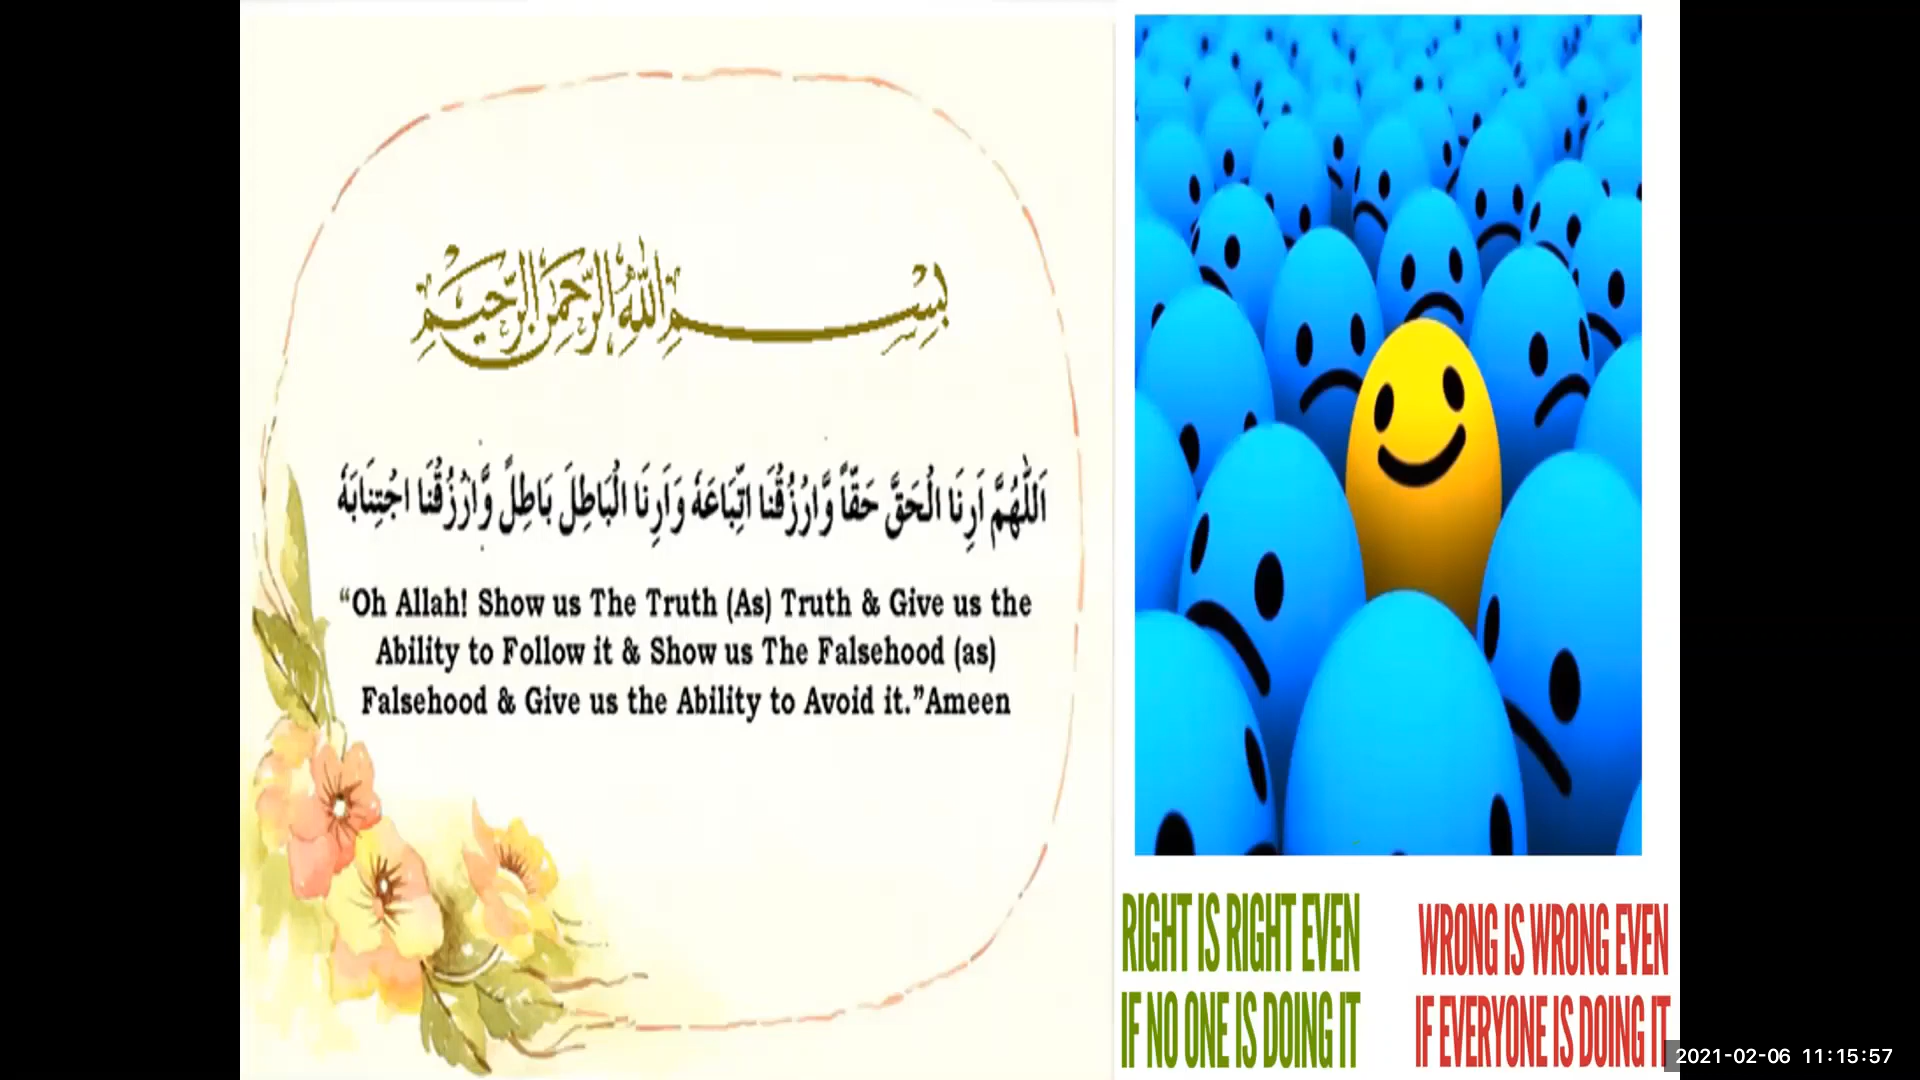 بِسْمِ اللهِ الرَّحْمٰنِ الرَّحِيْمِ
اَللّٰهُمَّ اَرِنَا الْحَقَّ حَقّاً وَّارْزُقْنَا اتِّبَاعَهٗ وَاَرِنَا الْبَاطِلَ بَاطِلً وَّارْزُقْنَا اجْتِنَابَهٗ
“Oh Allah! Show us The Truth (As) Truth & Give us the
Ability to Follow it & Show us The Falsehood (as)
Falsehood & Give us the Ability to Avoid it.”Ameen
RIGHT IS RIGHT EVEN
IF NO ONE IS DOING IT
WRONG IS WRONG EVEN
IF EVERYONE IS DOING IT
2021-02-06 11:15:57